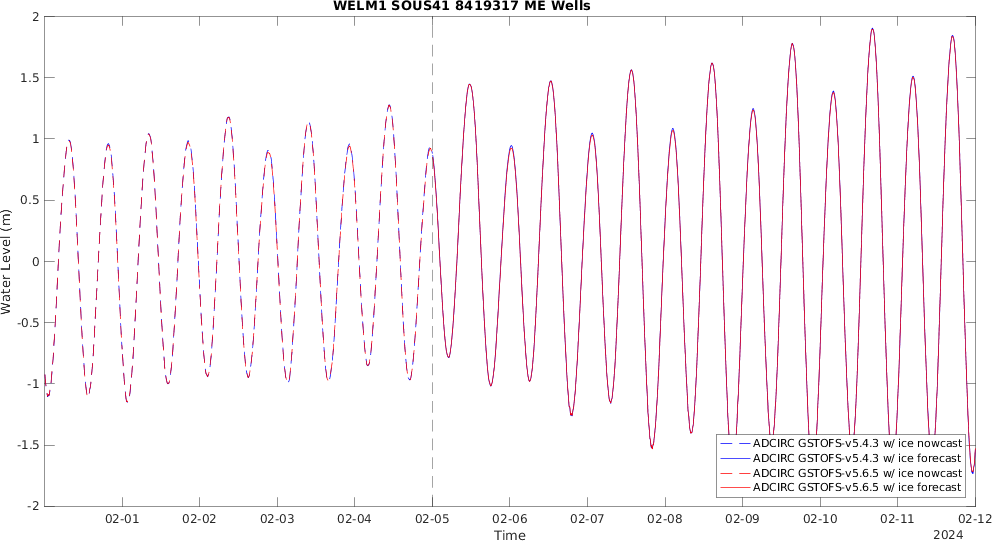 WELM1 SOUS41 8419317 ME Wells
2
1.5
1
0.5
0
-0.5
-1
-1.5
-2
Water Level (m)
ADCIRC GSTOFS-v5.4.3 w/ ice nowcast
ADCIRC GSTOFS-v5.4.3 w/ ice forecast
ADCIRC GSTOFS-v5.6.5 w/ ice nowcast
ADCIRC GSTOFS-v5.6.5 w/ ice forecast
02-01 02-02 02-03 02-04 02-05 02-06 02-07 02-08 02-09 02-10 02-11 02-12
Time 2024